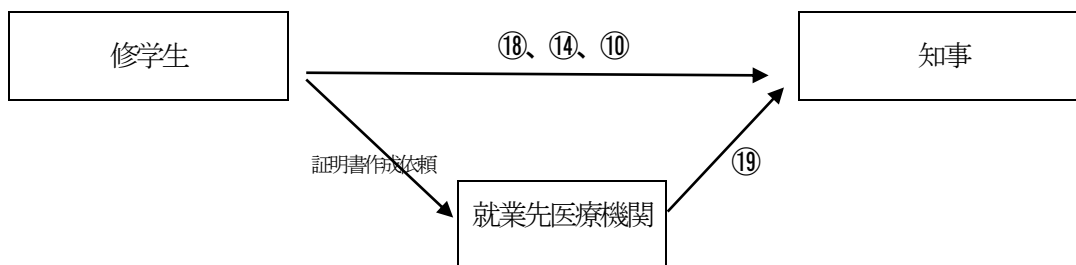 修学生
⑱、⑭、⑩
知事
証明書作成依頼
⑲
就業先医療機関